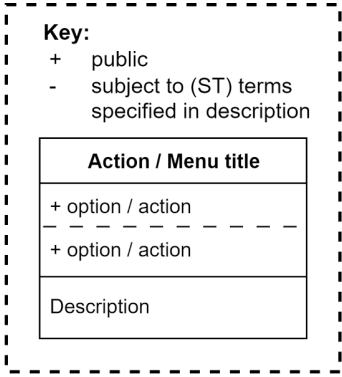 Key:
+ public
- subject to (ST) terms
specified in description
Action / Menu title
+ option / action
+ option / action
Description